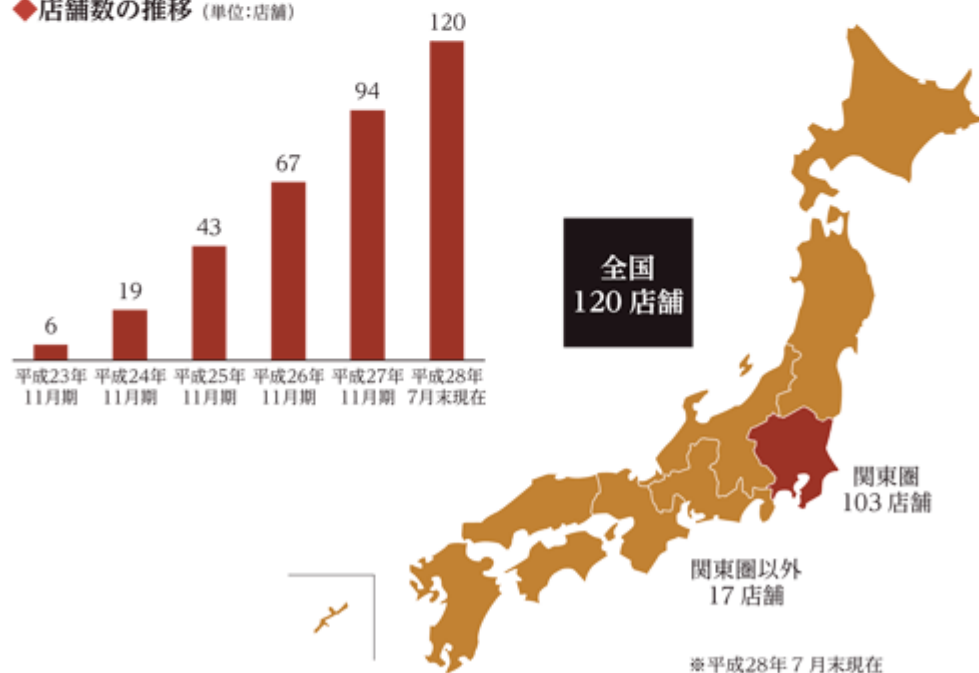 ◆店舗数の推移（単位：店舗）
120
94
67
43
19
6
平成23年 平成24年 平成25年 平成26年 平成27年 平成28年
11月期 11月期 11月期 11月期 11月期 7月末現在
全国
120 店舗
関東圏
103 店舗
関東圏以外
17 店舗
※平成28年 7 月末現在